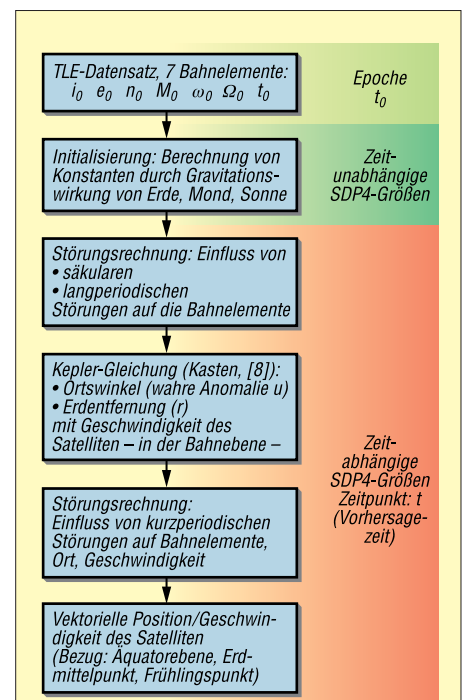 TLE-Datensatz, 7 Bahnelemente:
i0 e0 n0 M0 ω0 Ω0 t0
Epoche
t0
Initialisierung: Berechnung von
Konstanten durch Gravitations-
wirkung von Erde, Mond, Sonne
Zeit-
unabhängige
SDP4-Größen
Störungsrechnung: Einfluss von
• säkularen
• langperiodischen
Störungen auf die Bahnelemente
Kepler-Gleichung (Kasten, [8]):
• Ortswinkel (wahre Anomalie u)
• Erdentfernung (r)
mit Geschwindigkeit des
Satelliten – in der Bahnebene –
Störungsrechnung:
Einfluss von kurzperiodischen
Störungen auf Bahnelemente,
Ort, Geschwindigkeit
Vektorielle Position/Geschwin-
digkeit des Satelliten
(Bezug: Äquatorebene, Erd-
mittelpunkt, Frühlingspunkt)
Zeit-
abhängige
SDP4-Größen
Zeitpunkt: t
(Vorhersage-
zeit)